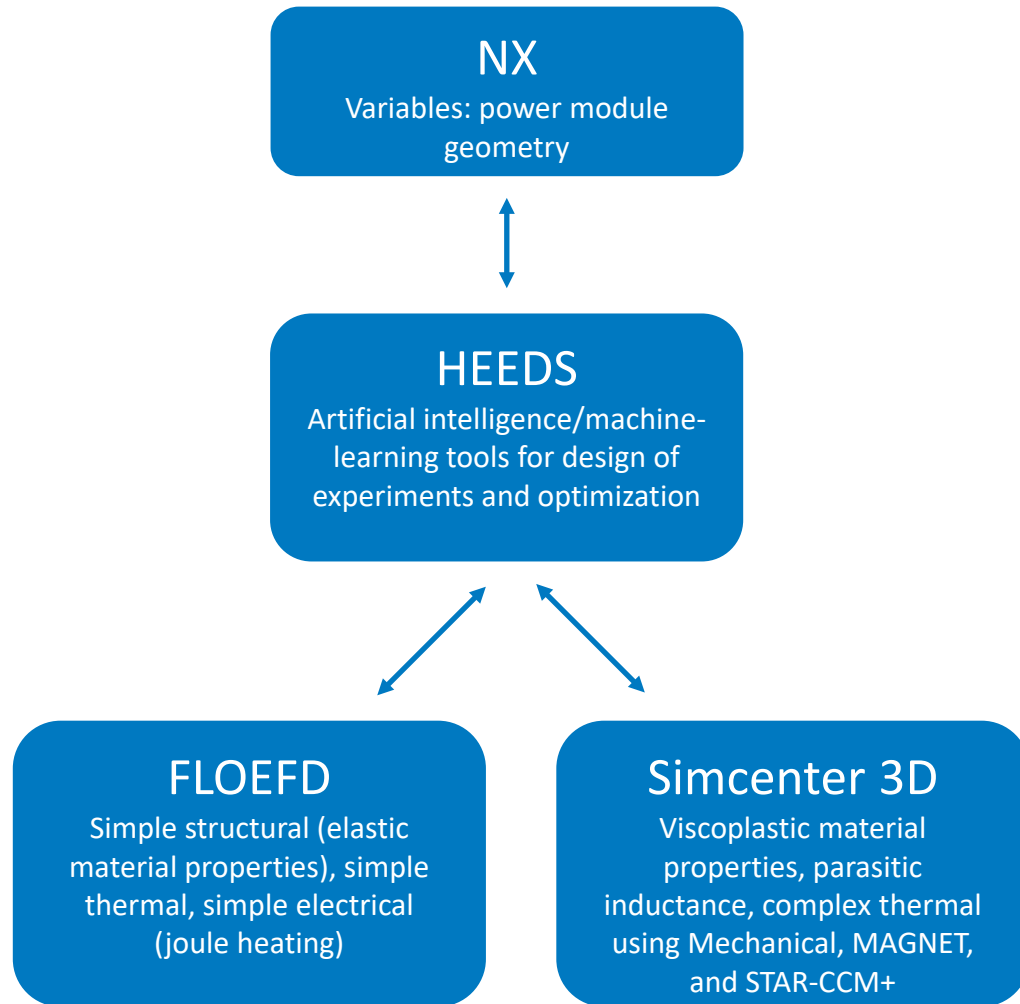 NX
Variables: power module
geometry
HEEDS
Artificial intelligence/machine-
learning tools for design of
experiments and optimization
FLOEFD
Simple structural (elastic
material properties), simple
thermal, simple electrical
(joule heating)
Simcenter 3D
Viscoplastic material
properties, parasitic
inductance, complex thermal
using Mechanical, MAGNET,
and STAR-CCM+